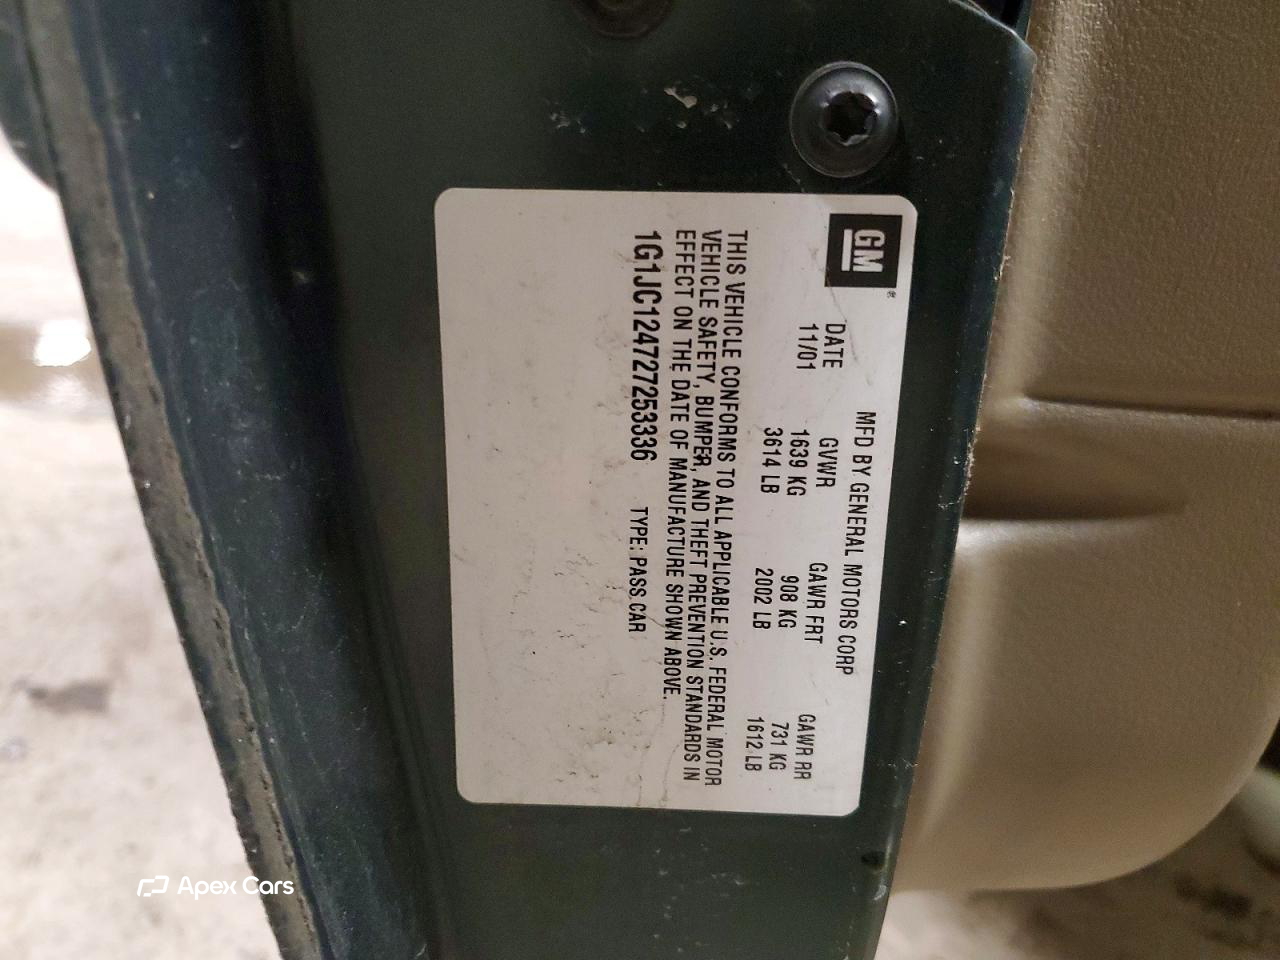 GM®
MFD BY GENERAL MOTORS CORP
DATE GVWR GAWR FRT GAWR RR
11/01 1639 KG 908 KG 731 KG
3614 LB 2002 LB 1612 LB
THIS VEHICLE CONFORMS TO ALL APPLICABLE U.S. FEDERAL MOTOR
VEHICLE SAFETY, BUMPER, AND THEFT PREVENTION STANDARDS IN
EFFECT ON THE DATE OF MANUFACTURE SHOWN ABOVE.
1G1JC124727253336 TYPE: PASS CAR
Apex Cars